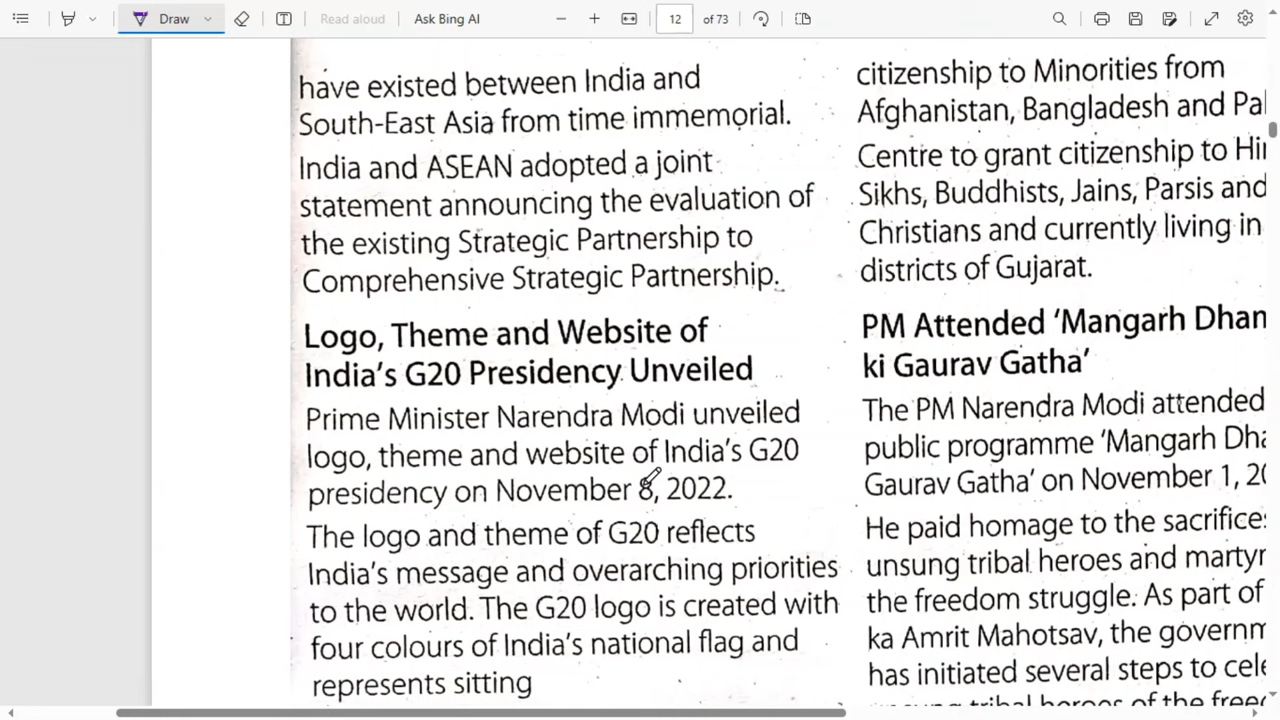 Draw
Read aloud
Ask Bing AI
12
of 73
have existed between India and
South-East Asia from time immemorial.
India and ASEAN adopted a joint
statement announcing the evaluation of
the existing Strategic Partnership to
Comprehensive Strategic Partnership.
Logo, Theme and Website of
India's G20 Presidency Unveiled
Prime Minister Narendra Modi unveiled
logo, theme and website of India's G20
presidency on November 8, 2022.
The logo and theme of G20 reflects
India's message and overarching priorities
to the world. The G20 logo is created with
four colours of India's national flag and
represents sitting
citizenship to Minorities from
Afghanistan, Bangladesh and
Centre to grant citizenship to
Sikhs, Buddhists, Jains, Parsis and
Christians and currently living in
districts of Gujarat.
PM Attended 'Mangarh
ki Gaurav Gatha'
The PM Narendra Modi attended
public programme 'Mangarh
Gaurav Gatha' on November 1,
He paid homage to the
unsung tribal heroes and
the freedom struggle. As part of
ka Amrit Mahotsav, the
has initiated several steps to
tribal heroes of the